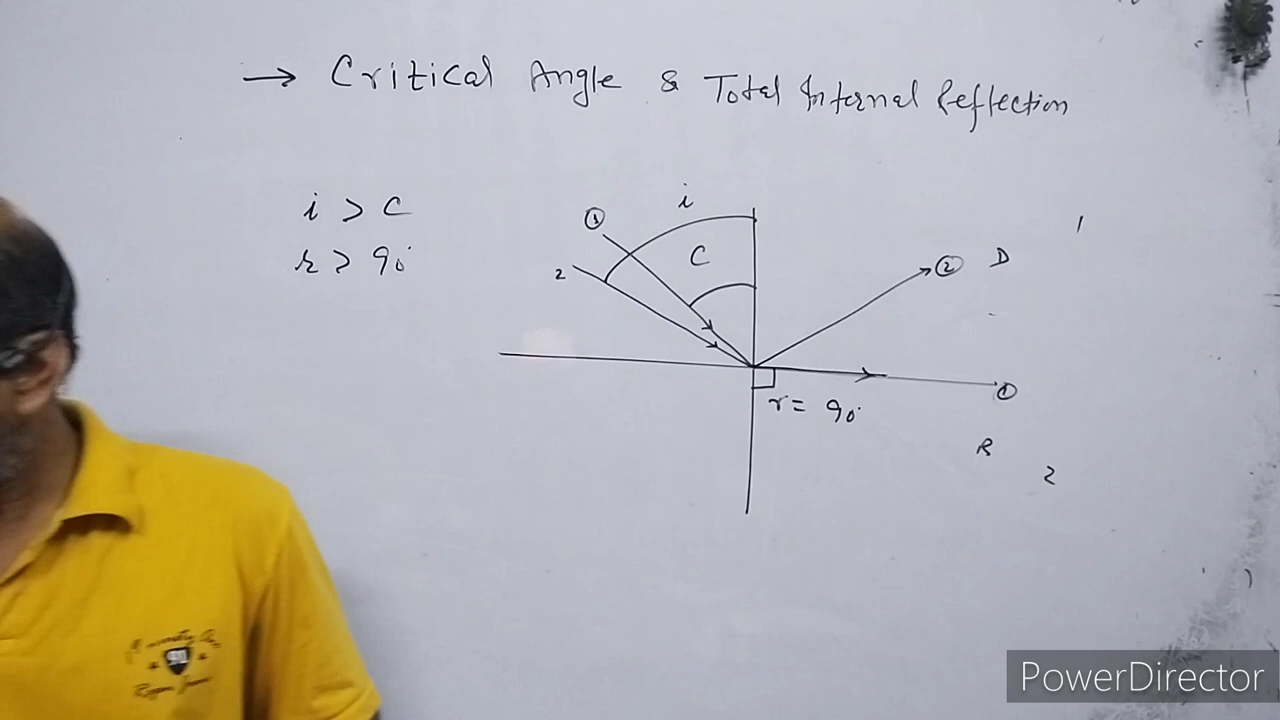 → Critical Angle & Total Internal Reflection
i > C
r > 90°
i
①
C
2
② D
1
①
r = 90°
R
2
PowerDirector